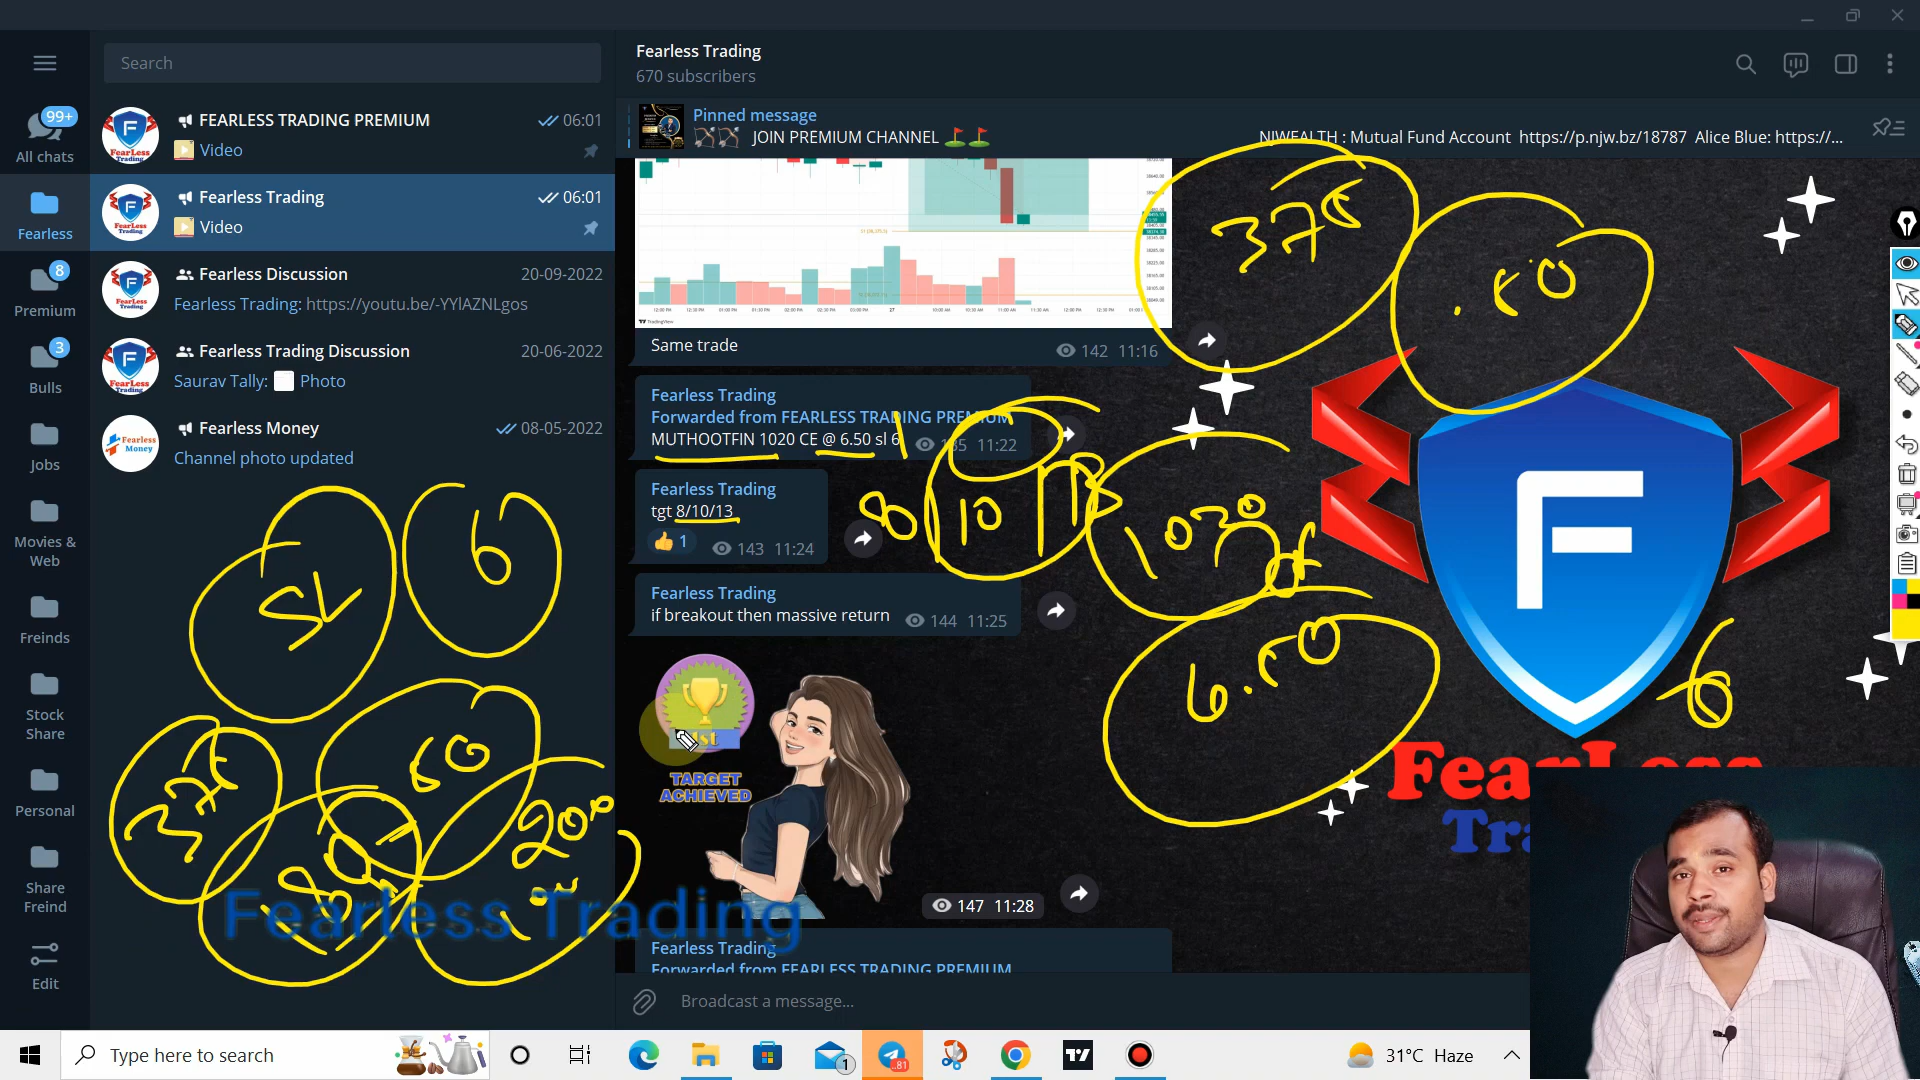 Search
Fearless Trading
670 subscribers
99+
All chats
Fearless
8
Premium
3
Bulls
Jobs
Movies &
Web
Freinds
Stock
Share
Personal
Share
Freind
Edit
FEARLESS TRADING PREMIUM 06:01
Video
Fearless Trading 06:01
Video
Fearless Discussion 20-09-2022
Fearless Trading: https://youtu.be/-YYlAZNLgos
Fearless Trading Discussion 20-06-2022
Saurav Tally: Photo
Fearless Money 08-05-2022
Channel photo updated
Pinned message
JOIN PREMIUM CHANNEL
NJWEALTH : Mutual Fund Account https://p.njw.bz/18787 Alice Blue: https://...
TradingView
Same trade
142 11:16
Fearless Trading
Forwarded from FEARLESS TRADING PREMIUM
MUTHOOTFIN 1020 CE @ 6.50 sl 6
11:22
Fearless Trading
tgt 8/10/13
1
143 11:24
Fearless Trading
if breakout then massive return
144 11:25
1st
TARGET
ACHIEVED
147 11:28
Fearless Trading
Forwarded from FEARLESS TRADING PREMIUM
Broadcast a message...
375
.50
8
10
6.50
6
SL
6
F
FearLess
Fearless Trading
Type here to search
1
81
31°C Haze